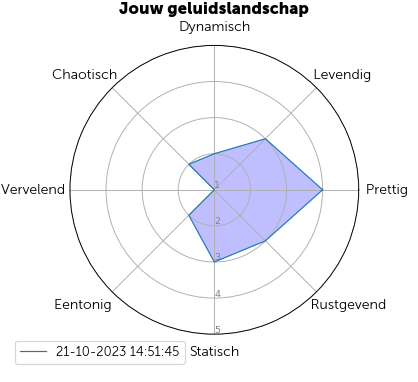 Jouw geluidslandschap
Dynamisch
Chaotisch
Levendig
Vervelend
1
Prettig
2
3
4
Eentonig
Rustgevend
5
21-10-2023 14:51:45
Statisch